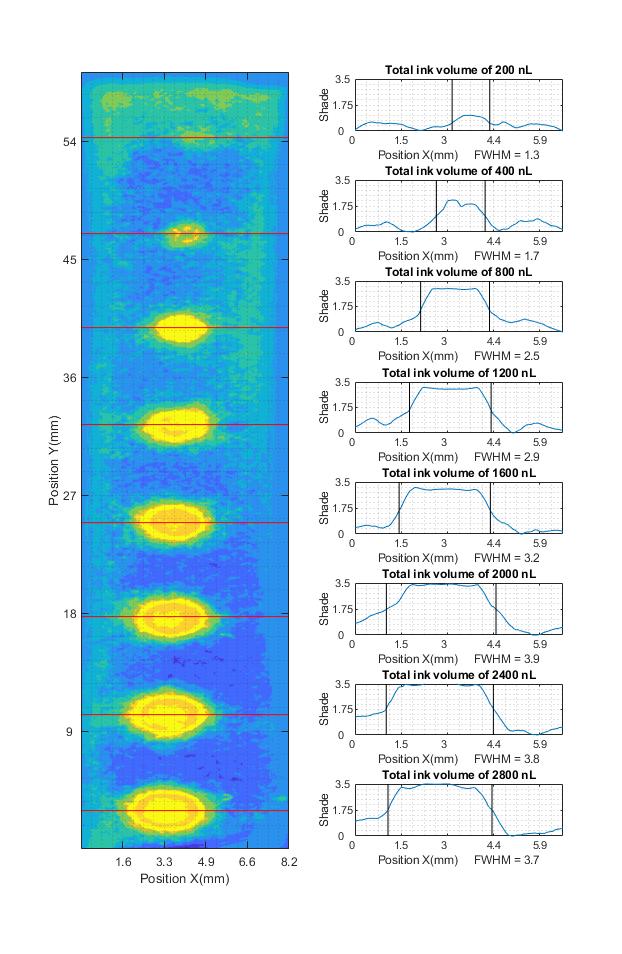 54
45
36
27
18
9
Position Y(mm)
1.6 3.3 4.9 6.6 8.2
Position X(mm)
Total ink volume of 200 nL
3.5
1.75
0
Shade
0 1.5 3 4.4 5.9
Position X(mm) FWHM = 1.3
Total ink volume of 400 nL
3.5
1.75
0
Shade
0 1.5 3 4.4 5.9
Position X(mm) FWHM = 1.7
Total ink volume of 800 nL
3.5
1.75
0
Shade
0 1.5 3 4.4 5.9
Position X(mm) FWHM = 2.5
Total ink volume of 1200 nL
3.5
1.75
0
Shade
0 1.5 3 4.4 5.9
Position X(mm) FWHM = 2.9
Total ink volume of 1600 nL
3.5
1.75
0
Shade
0 1.5 3 4.4 5.9
Position X(mm) FWHM = 3.2
Total ink volume of 2000 nL
3.5
1.75
0
Shade
0 1.5 3 4.4 5.9
Position X(mm) FWHM = 3.9
Total ink volume of 2400 nL
3.5
1.75
0
Shade
0 1.5 3 4.4 5.9
Position X(mm) FWHM = 3.8
Total ink volume of 2800 nL
3.5
1.75
0
Shade
0 1.5 3 4.4 5.9
Position X(mm) FWHM = 3.7